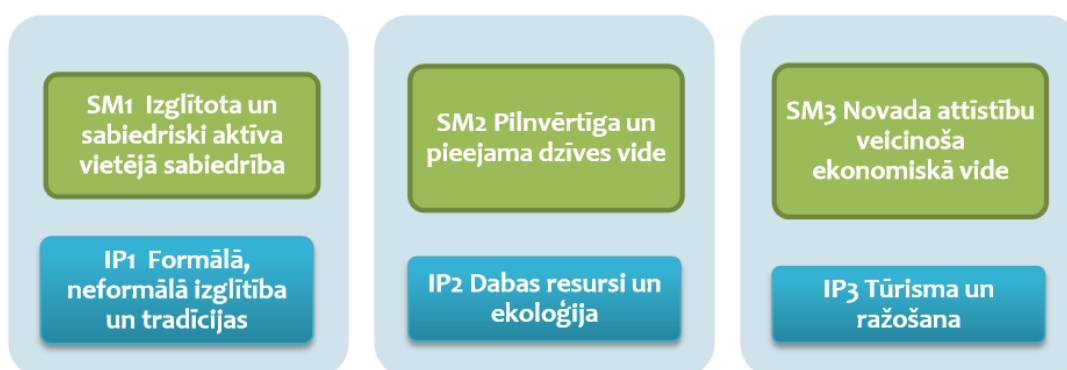 SM1 Izglītota un
sabiedriski aktīva
vietējā sabiedrība
IP1 Formālā,
neformālā izglītība
un tradīcijas
SM2 Pilnvērtīga un
pieejama dzīves vide
IP2 Dabas resursi un
ekoloģija
SM3 Novada attīstību
veicinoša
ekonomiskā vide
IP3 Tūrisma un
ražošana